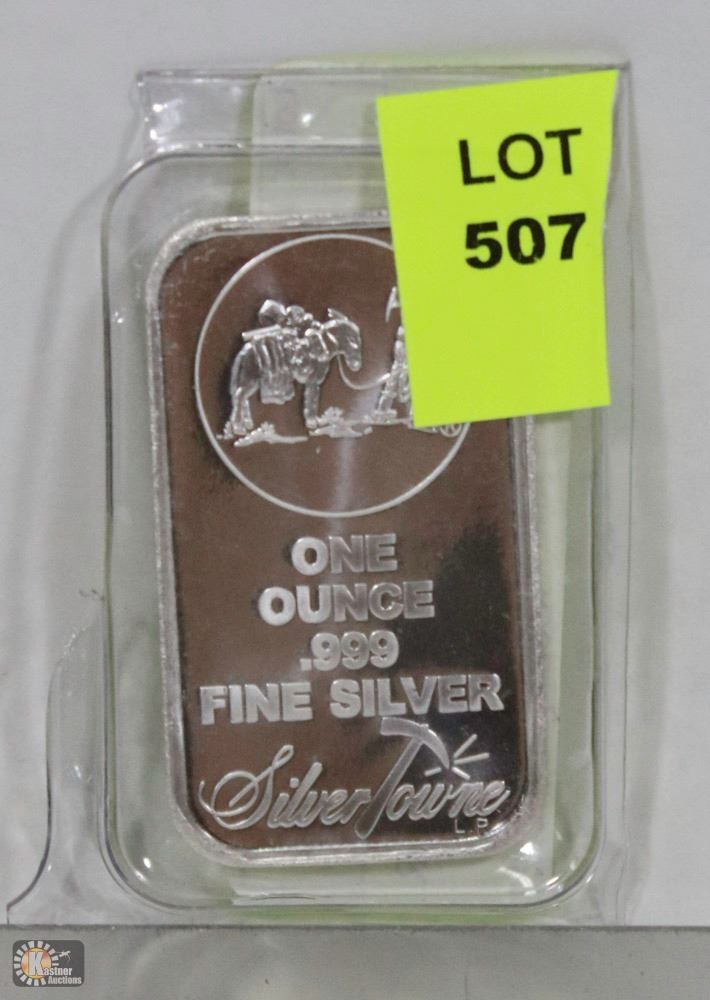 LOT
507
®
ONE
OUNCE
.999
FINE SILVER
SilverTowne
L.P.
Kastner
Auctions